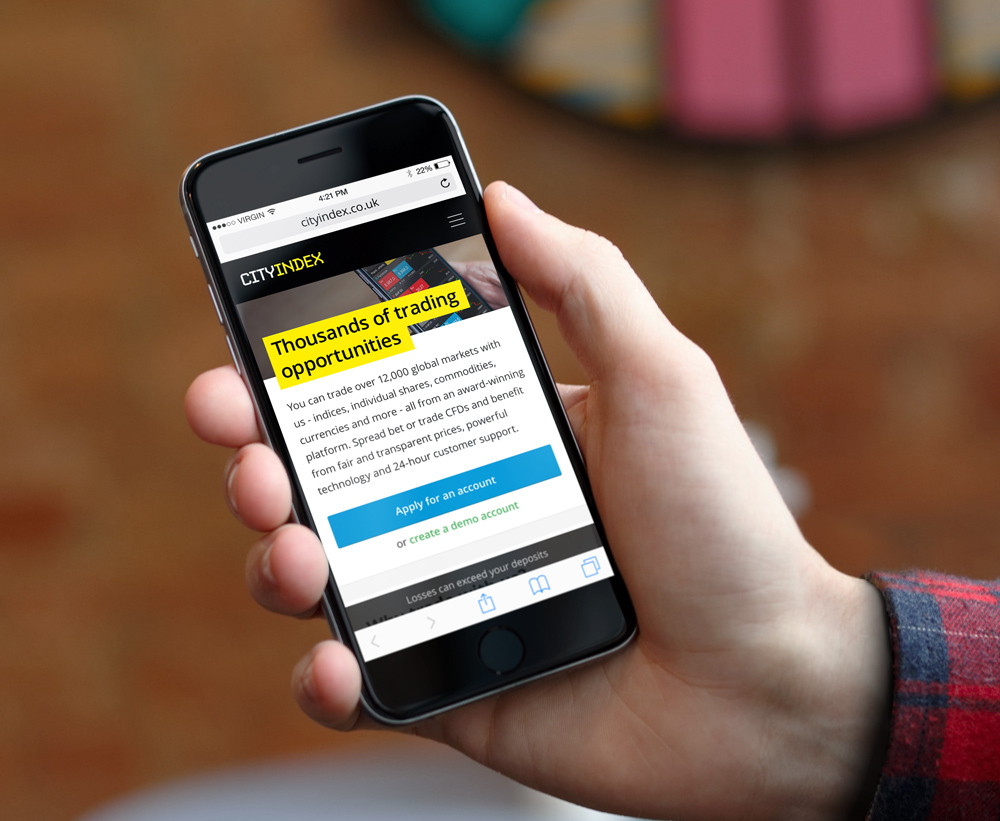 VIRGIN 4:21 PM 22%
cityindex.co.uk
CITYINDEX
Thousands of trading
opportunities
You can trade over 12,000 global markets with
us - indices, individual shares, commodities,
currencies and more - all from an award-winning
platform. Spread bet or trade CFDs and benefit
from fair and transparent prices, powerful
technology and 24-hour customer support.
Apply for an account
or create a demo account
Losses can exceed your deposits